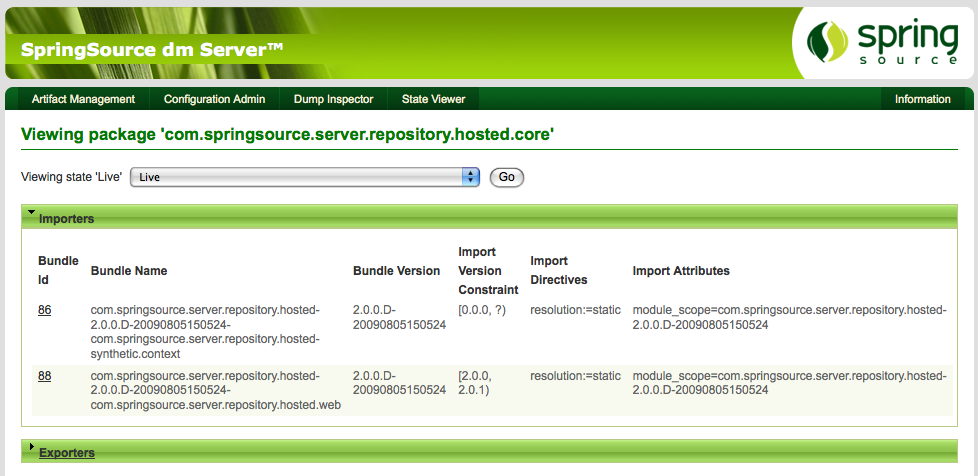 SpringSource dm Server™
spring
source
Artifact Management Configuration Admin Dump Inspector State Viewer Information
Viewing package 'com.springsource.server.repository.hosted.core'
Viewing state 'Live' Live Go
Importers
Bundle Id Bundle Name Bundle Version Import Version Constraint Import Directives Import Attributes
86 com.springsource.server.repository.hosted- 2.0.0.D- [0.0.0, ?) resolution:=static module_scope=com.springsource.server.repository.hosted-
2.0.0.D-20090805150524- 20090805150524 2.0.0.D-20090805150524
com.springsource.server.repository.hosted-
synthetic.context
88 com.springsource.server.repository.hosted- 2.0.0.D- [2.0.0, resolution:=static module_scope=com.springsource.server.repository.hosted-
2.0.0.D-20090805150524- 20090805150524 2.0.1) 2.0.0.D-20090805150524
com.springsource.server.repository.hosted.web
Exporters